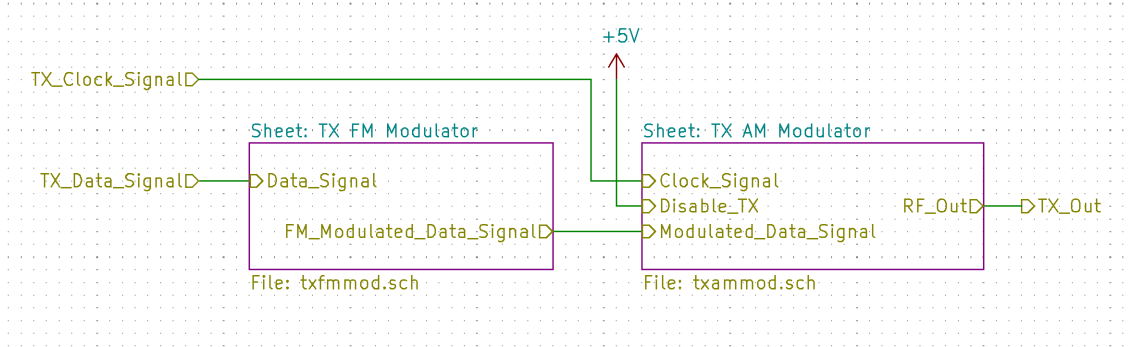 +5V
TX_Clock_Signal
Sheet: TX FM Modulator
Sheet: TX AM Modulator
TX_Data_Signal
Data_Signal
Clock_Signal
Disable_TX
RF_Out
TX_Out
FM_Modulated_Data_Signal
Modulated_Data_Signal
File: txfmmod.sch
File: txammod.sch